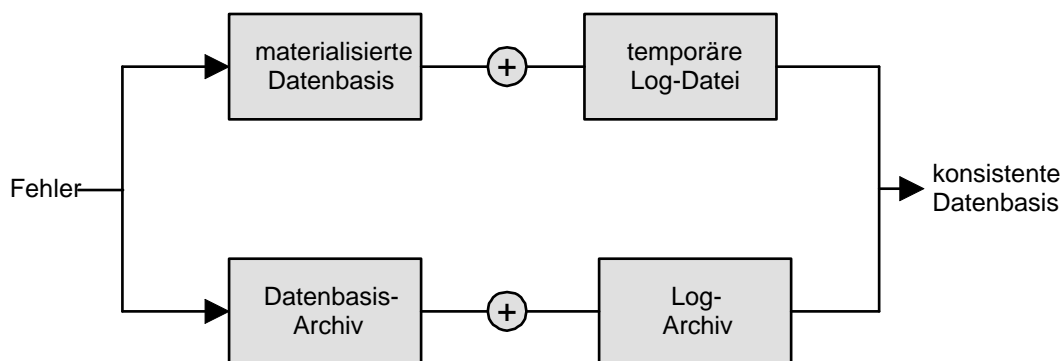 materialisierte
Datenbasis
+
temporäre
Log-Datei
Fehler
konsistente
Datenbasis
Datenbasis-
Archiv
+
Log-
Archiv